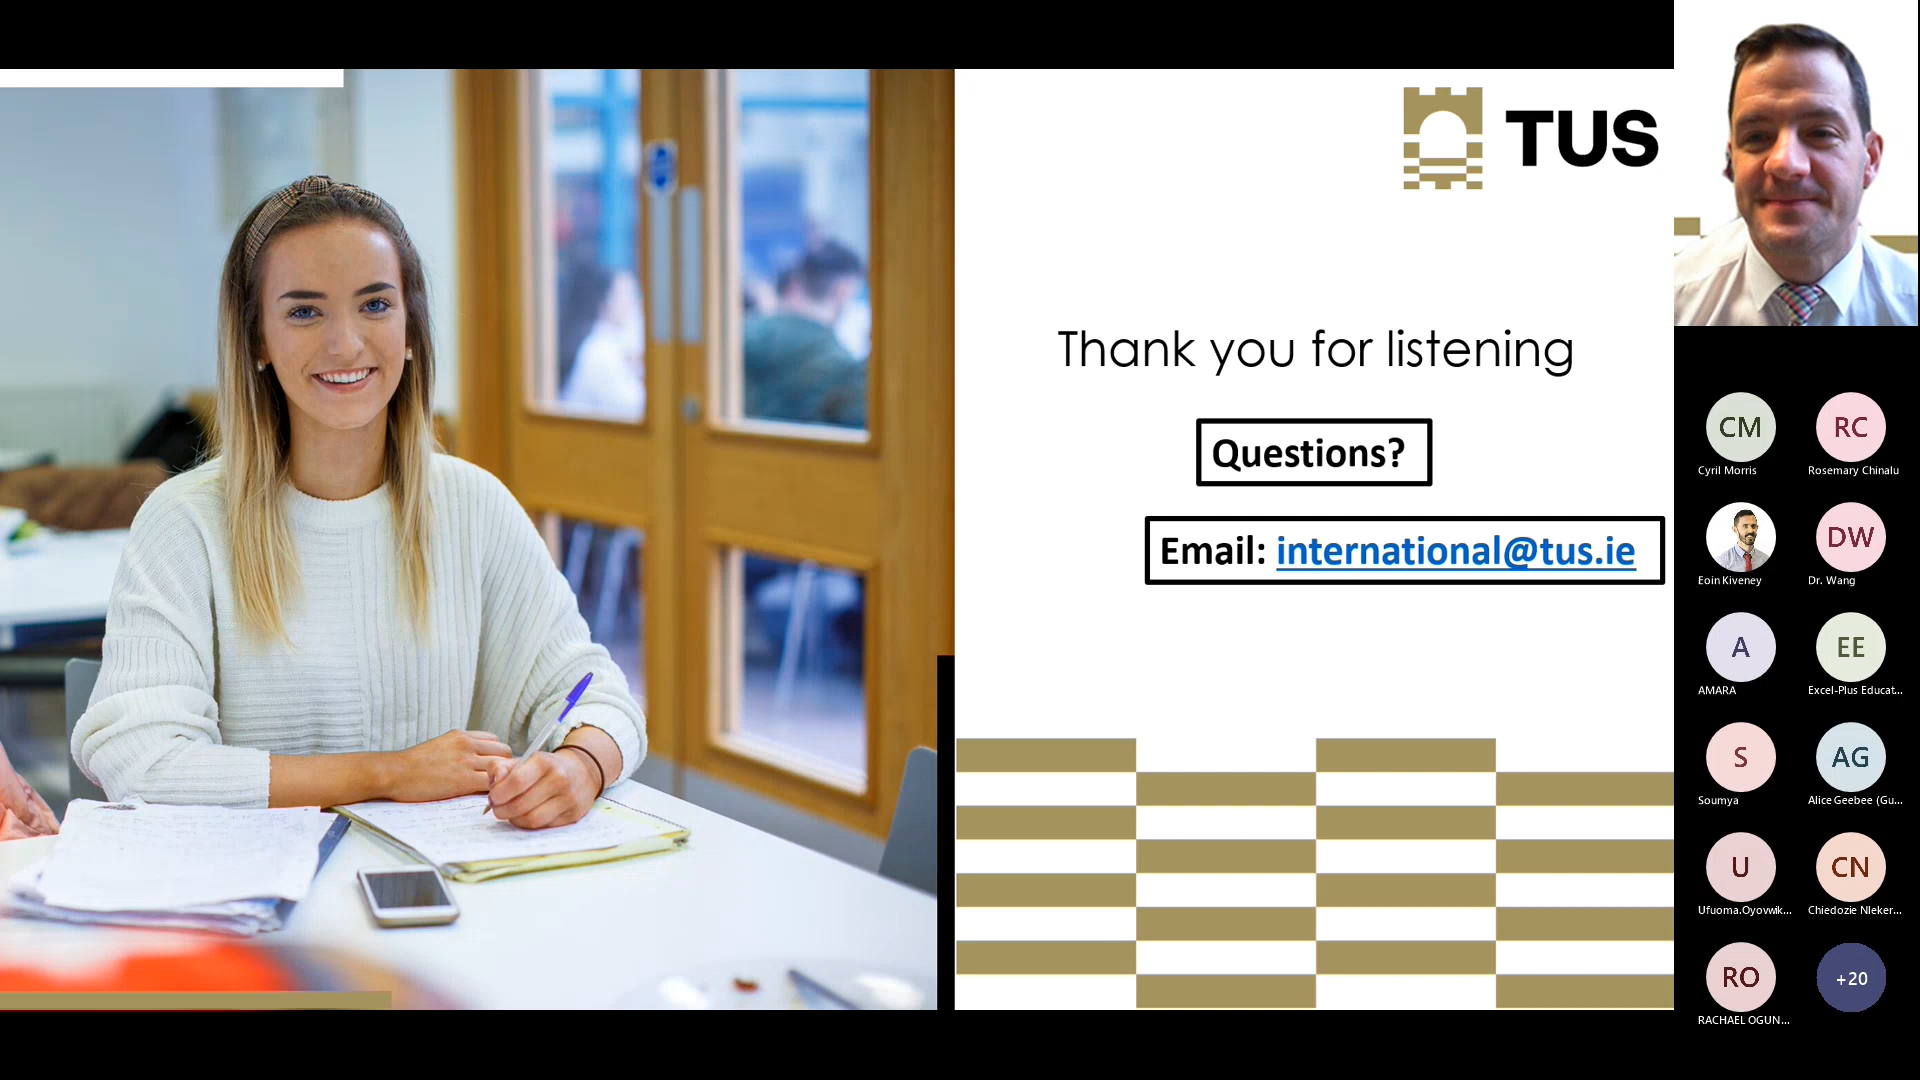 TUS
Thank you for listening
Questions?
Email: international@tus.ie
CM
RC
Cyril Morris
Rosemary Chinalu
DW
Eoin Kiveney
Dr. Wang
A
EE
AMARA
Excel-Plus Educat...
S
AG
Soumya
Alice Geebee (Gu...
U
CN
Ufuoma.Oyovwik...
Chiedozie Nleker...
RO
+20
RACHAEL OGUN...